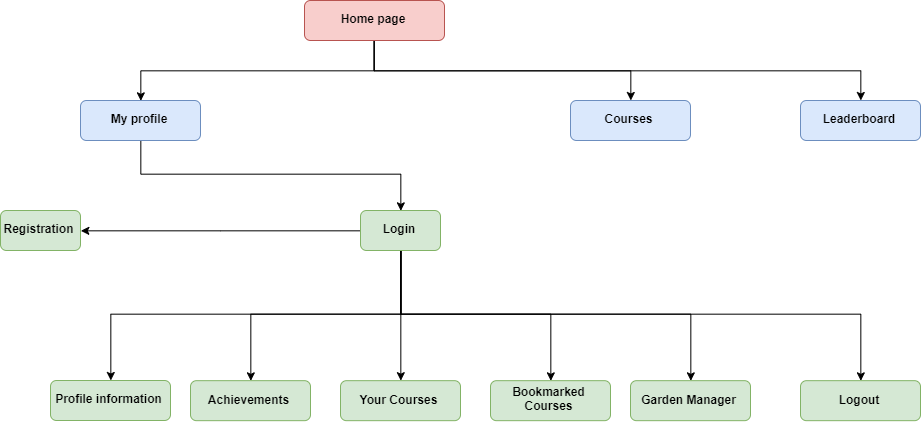 Home page
My profile
Courses
Leaderboard
Registration
Login
Profile information
Achievements
Your Courses
Bookmarked
Courses
Garden Manager
Logout